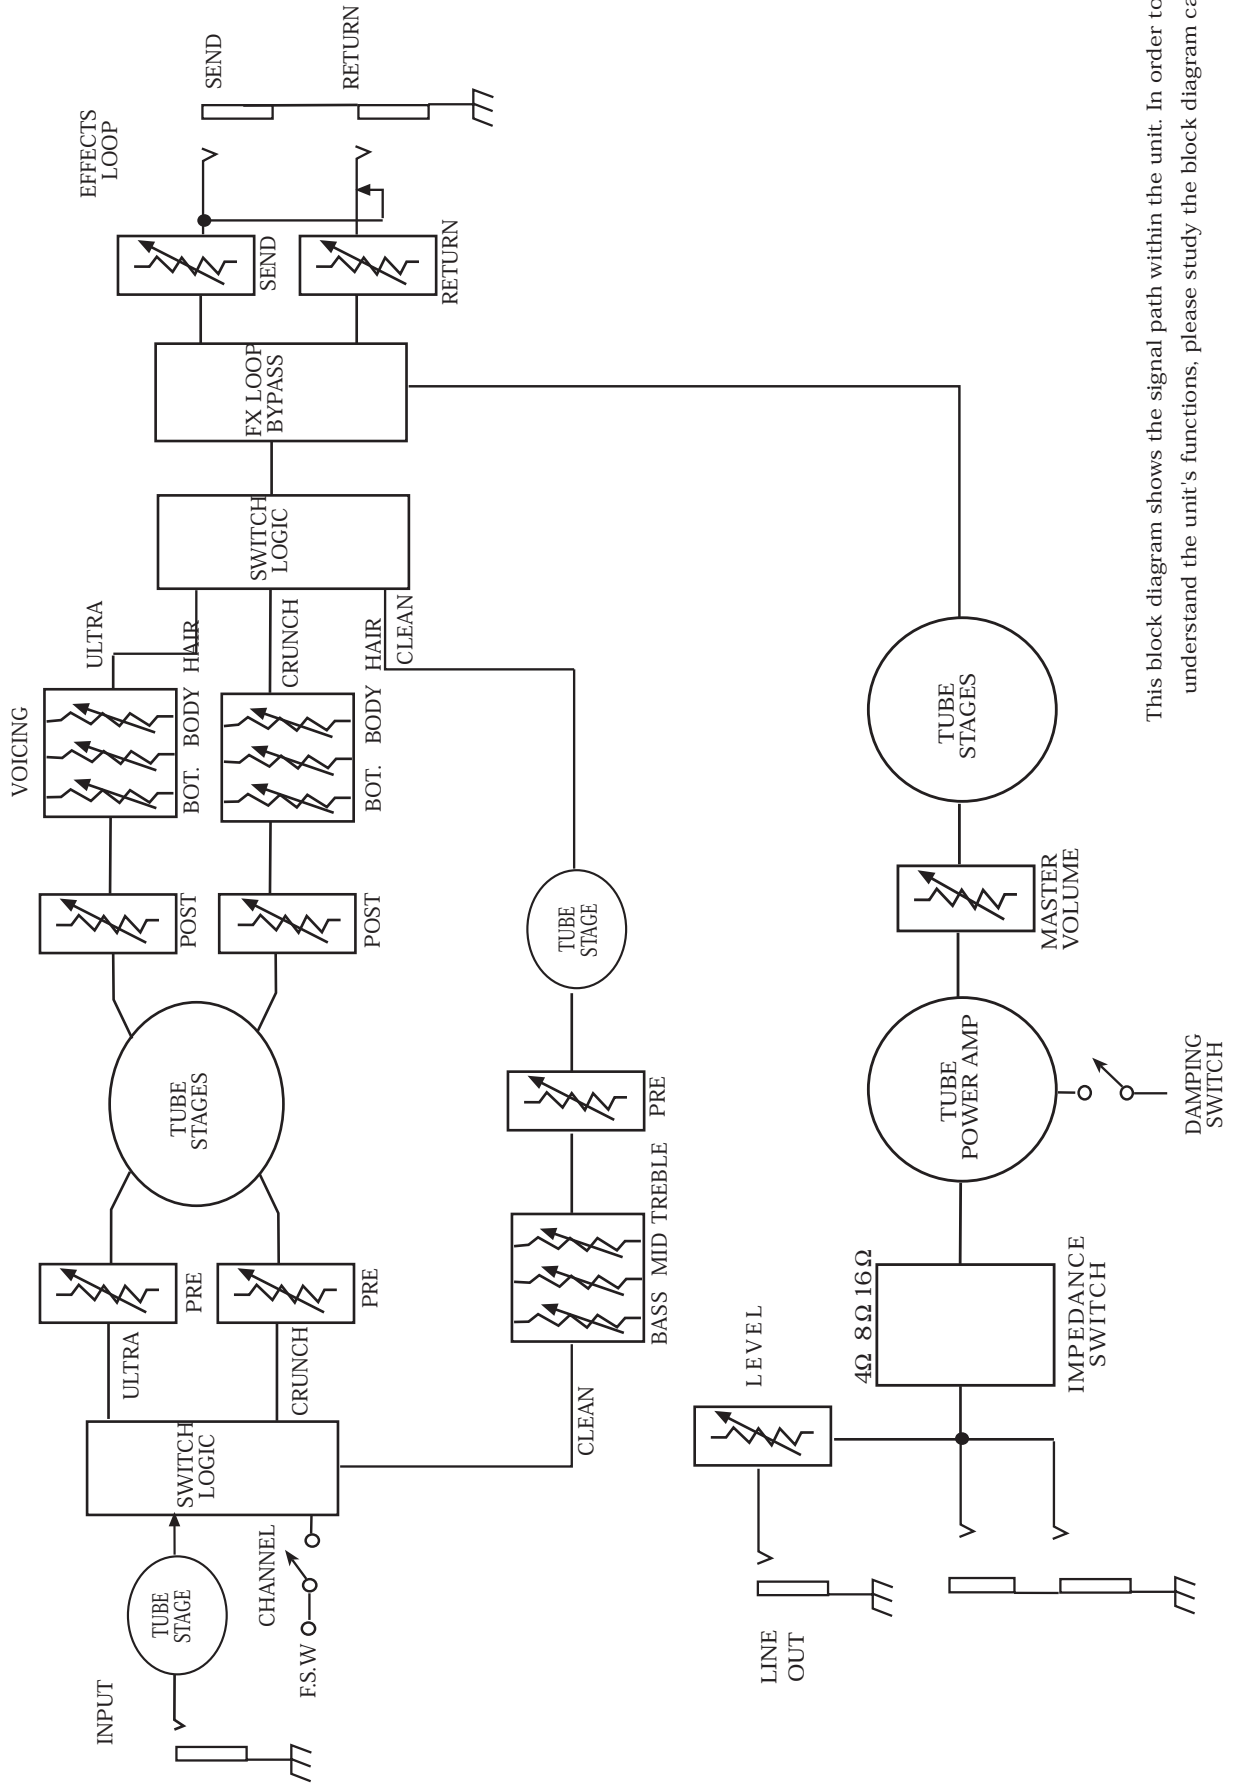 INPUT
TUBE
STAGE
F.S.W
CHANNEL
SWITCH
LOGIC
ULTRA
CRUNCH
CLEAN
PRE
PRE
TUBE
STAGES
BASS MID TREBLE
PRE
TUBE
STAGE
POST
POST
VOICING
BOT. BODY HAIR
BOT. BODY HAIR
ULTRA
CRUNCH
CLEAN
SWITCH
LOGIC
FX LOOP
BYPASS
SEND
RETURN
EFFECTS
LOOP
SEND
RETURN
LINE
OUT
LEVEL
4Ω 8Ω 16Ω
IMPEDANCE
SWITCH
TUBE
POWER AMP
DAMPING
SWITCH
MASTER
VOLUME
TUBE
STAGES
This block diagram shows the signal path within the unit. In order to
understand the unit's functions, please study the block diagram ca